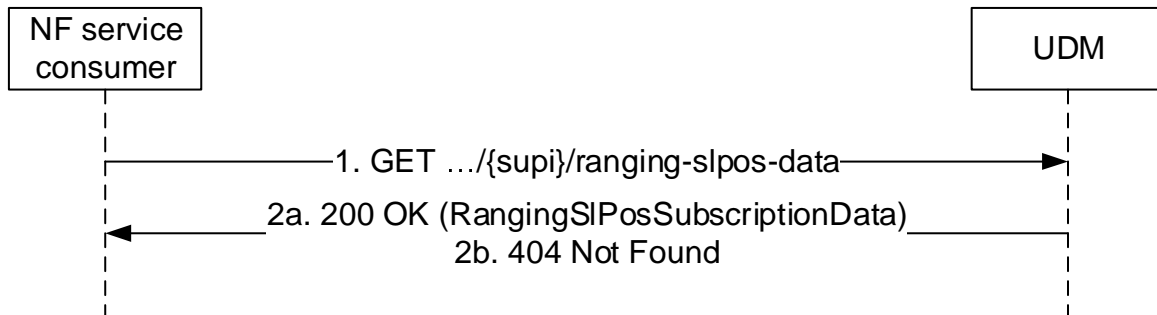 NF service
consumer
UDM
1. GET …/{supi}/ranging-slpos-data
2a. 200 OK (RangingSlPosSubscriptionData)
2b. 404 Not Found